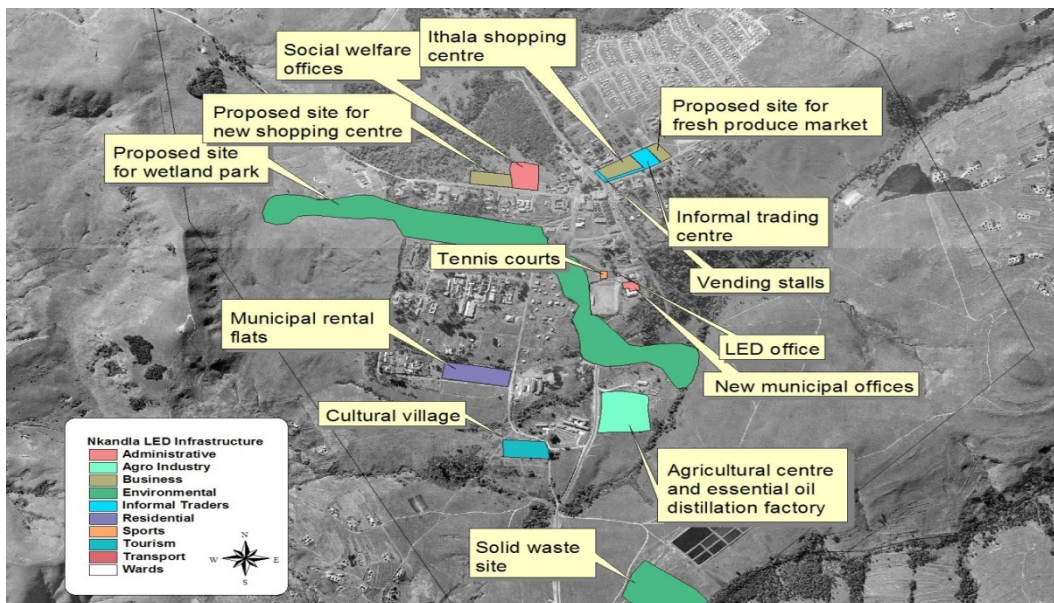 Social welfare
offices
Ithala shopping
centre
Proposed site for
new shopping centre
Proposed site for
fresh produce market
Proposed site
for wetland park
Informal trading
centre
Tennis courts
Vending stalls
Municipal rental
flats
LED office
New municipal offices
Cultural village
Agricultural centre
and essential oil
distillation factory
Solid waste
site
Nkandla LED Infrastructure
Administrative
Agro Industry
Business
Environmental
Informal Traders
Residential
Sports
Tourism
Transport
Wards
N
W E
S